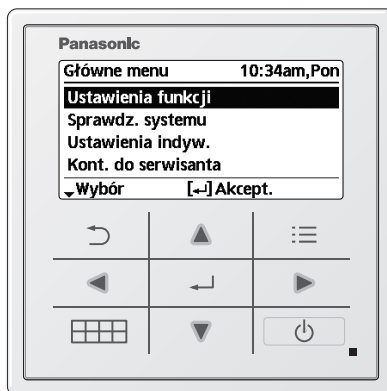 Panasonic
Główne menu 10:34am,Pon
Ustawienia funkcji
Sprawdz. systemu
Ustawienia indyw.
Kont. do serwisanta
Wybór [↵] Akcept.